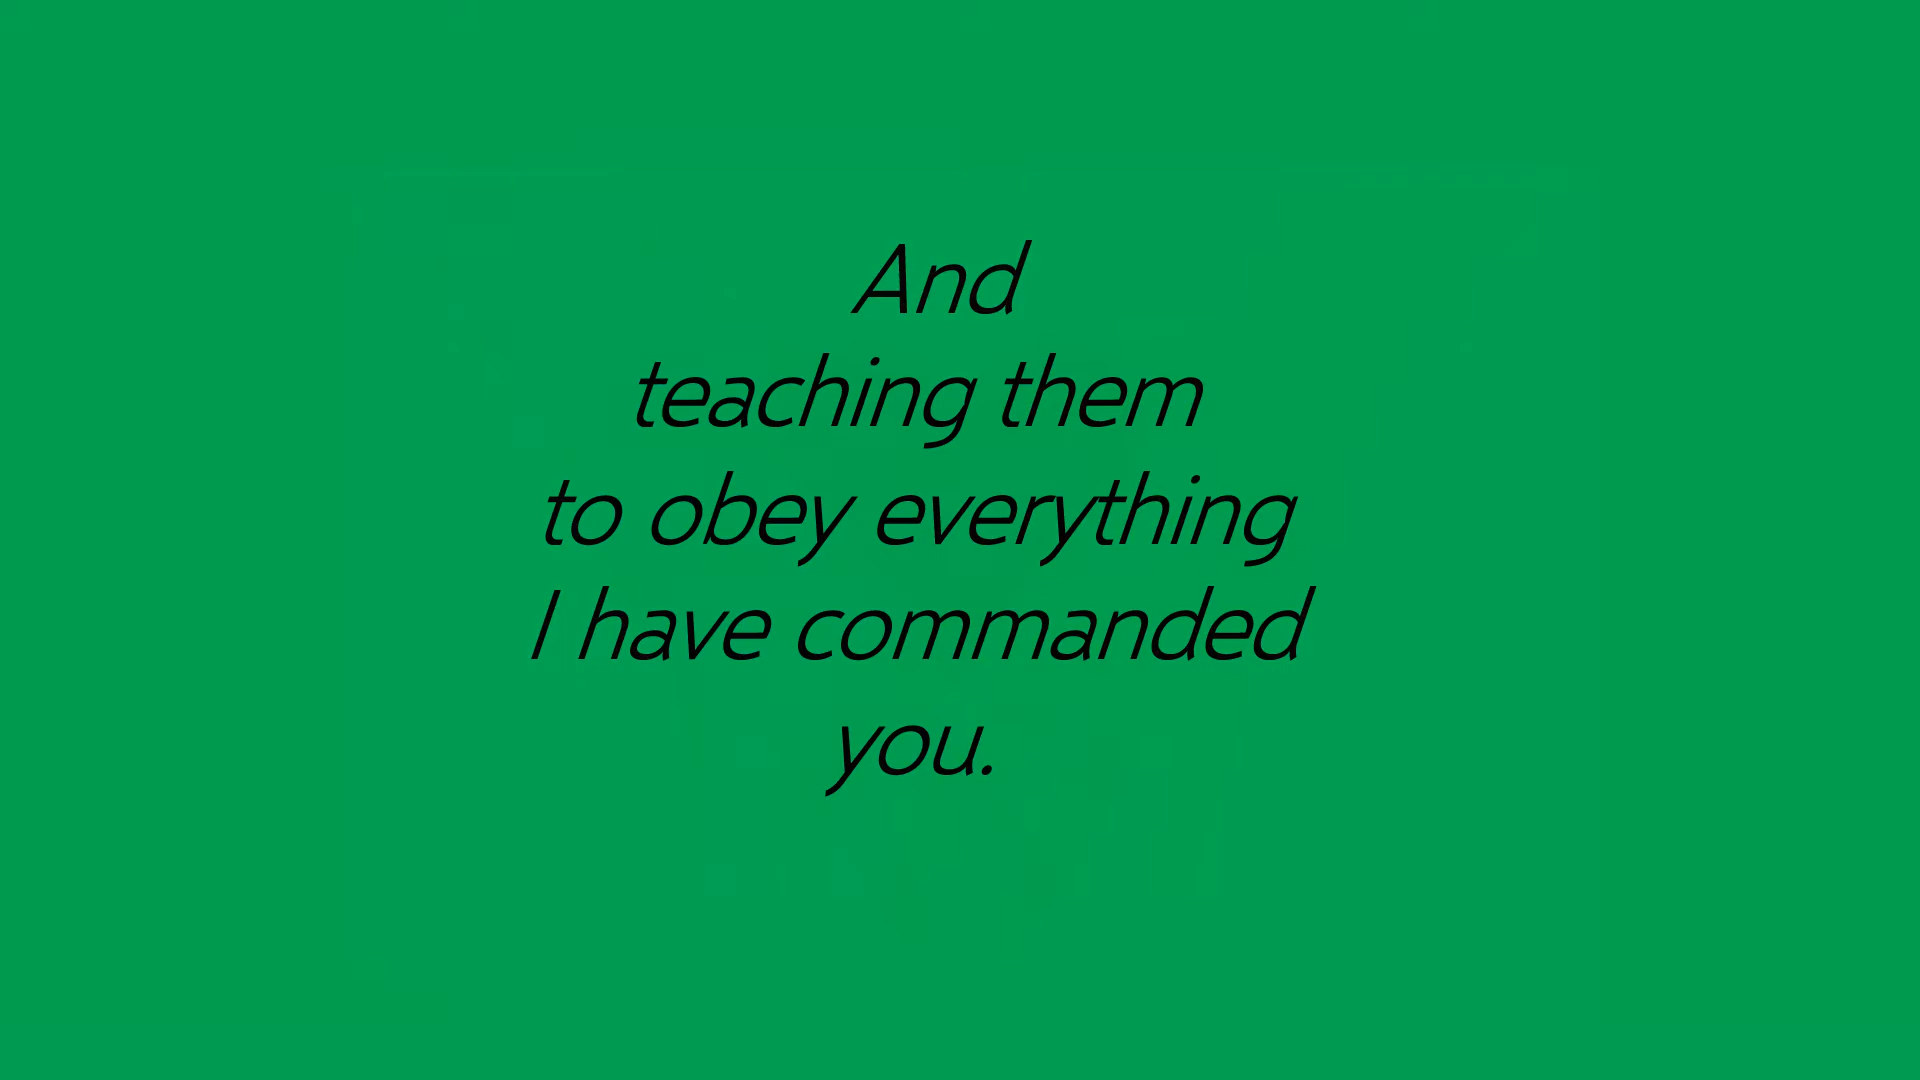 And
teaching them
to obey everything
I have commanded
you.